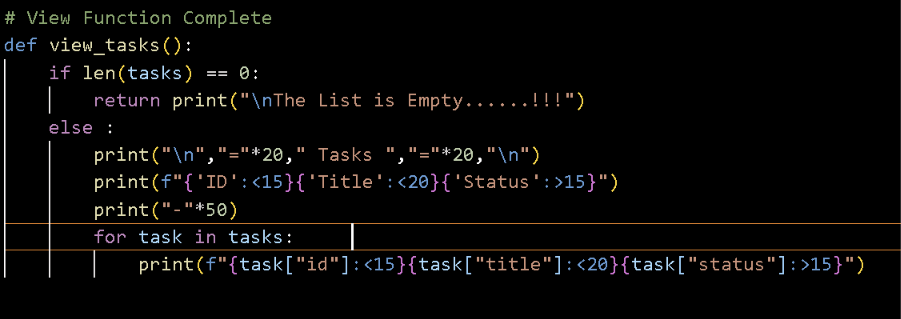 # View Function Complete
def view_tasks():
    if len(tasks) == 0:
        return print("\nThe List is Empty......!!!")
    else :
        print("\n","="*20," Tasks ","="*20,"\n")
        print(f"{'ID':<15}{'Title':<20}{'Status':>15}")
        print("-"*50)
        for task in tasks:
            print(f"{task["id"]:<15}{task["title"]:<20}{task["status"]:>15}")